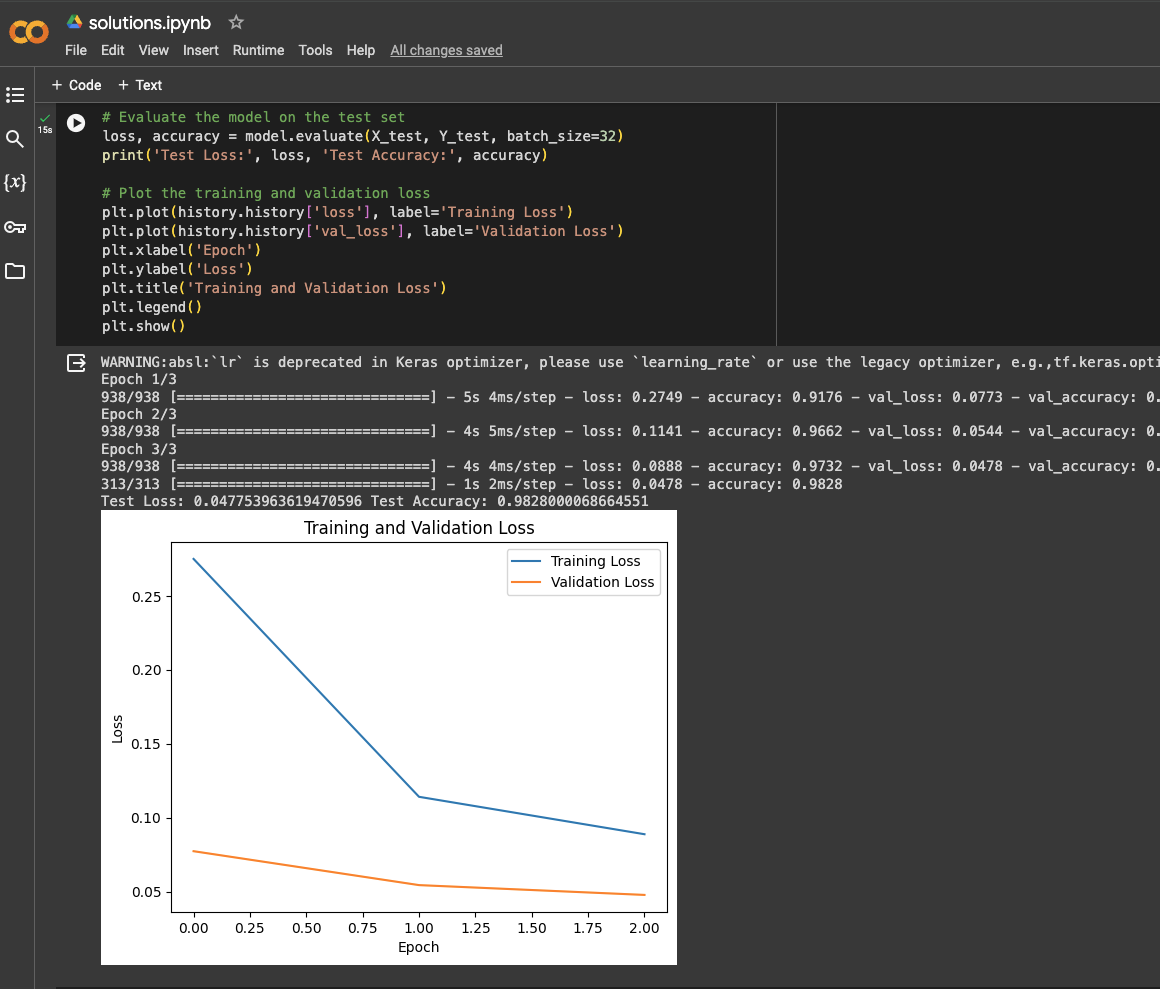 solutions.ipynb
File Edit View Insert Runtime Tools Help All changes saved
+ Code + Text
15s
# Evaluate the model on the test set
loss, accuracy = model.evaluate(X_test, Y_test, batch_size=32)
print('Test Loss:', loss, 'Test Accuracy:', accuracy)
# Plot the training and validation loss
plt.plot(history.history['loss'], label='Training Loss')
plt.plot(history.history['val_loss'], label='Validation Loss')
plt.xlabel('Epoch')
plt.ylabel('Loss')
plt.title('Training and Validation Loss')
plt.legend()
plt.show()
{x}
WARNING:absl:`lr` is deprecated in Keras optimizer, please use `learning_rate` or use the legacy optimizer, e.g.,tf.keras.opti
Epoch 1/3
938/938 [==============================] - 5s 4ms/step - loss: 0.2749 - accuracy: 0.9176 - val_loss: 0.0773 - val_accuracy: 0.
Epoch 2/3
938/938 [==============================] - 4s 5ms/step - loss: 0.1141 - accuracy: 0.9662 - val_loss: 0.0544 - val_accuracy: 0.
Epoch 3/3
938/938 [==============================] - 4s 4ms/step - loss: 0.0888 - accuracy: 0.9732 - val_loss: 0.0478 - val_accuracy: 0.
313/313 [==============================] - 1s 2ms/step - loss: 0.0478 - accuracy: 0.9828
Test Loss: 0.047753963619470596 Test Accuracy: 0.9828000068664551
Training and Validation Loss
Training Loss
Validation Loss
0.25
0.20
0.15
0.10
0.05
Loss
0.00 0.25 0.50 0.75 1.00 1.25 1.50 1.75 2.00
Epoch